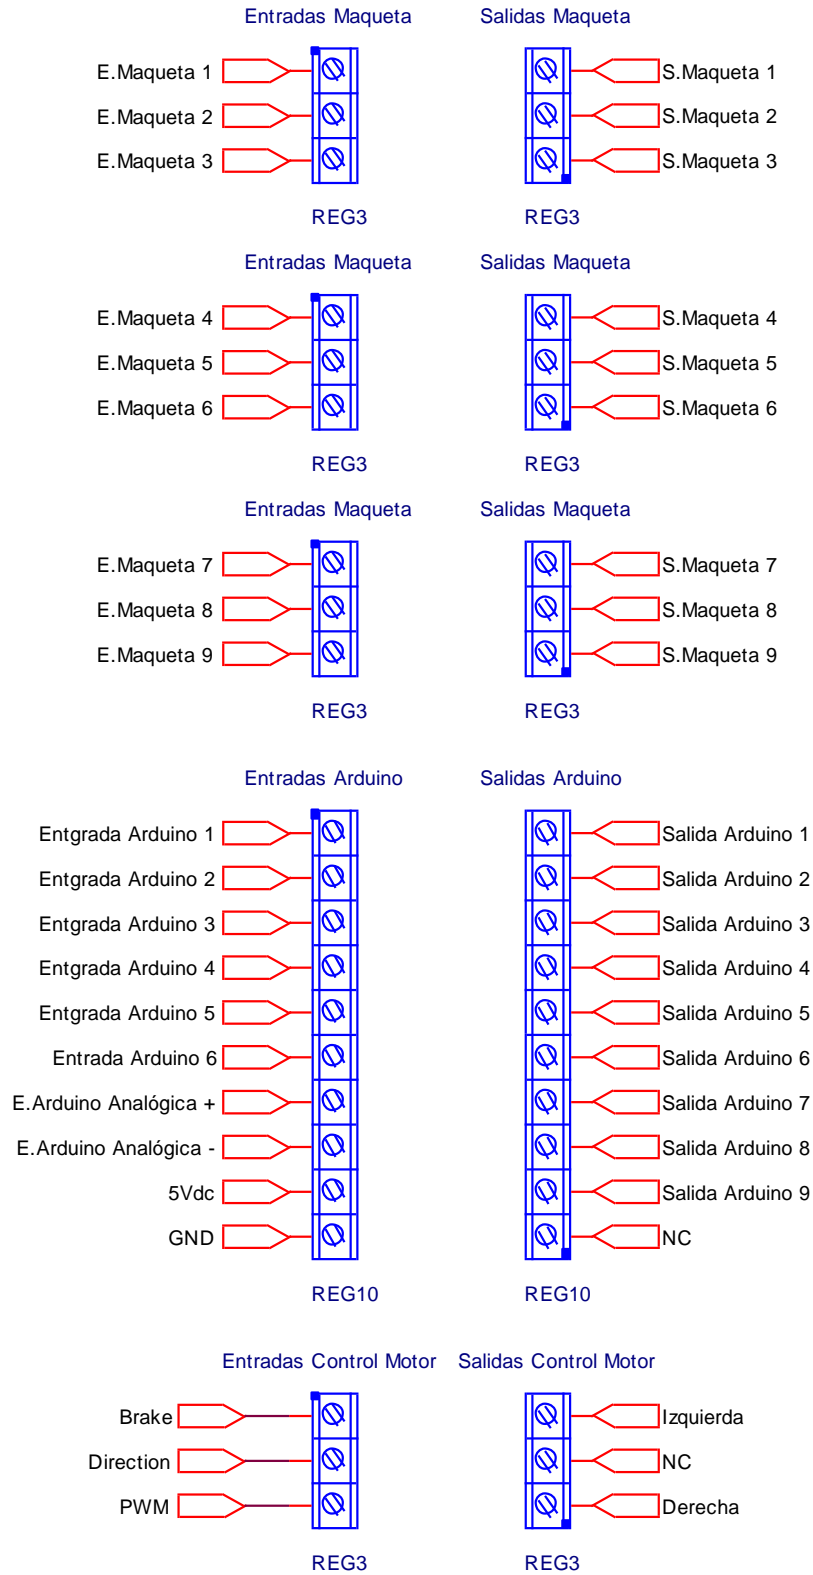 Entradas Maqueta Salidas Maqueta
E.Maqueta 1 S.Maqueta 1
E.Maqueta 2 S.Maqueta 2
E.Maqueta 3 S.Maqueta 3
REG3 REG3
Entradas Maqueta Salidas Maqueta
E.Maqueta 4 S.Maqueta 4
E.Maqueta 5 S.Maqueta 5
E.Maqueta 6 S.Maqueta 6
REG3 REG3
Entradas Maqueta Salidas Maqueta
E.Maqueta 7 S.Maqueta 7
E.Maqueta 8 S.Maqueta 8
E.Maqueta 9 S.Maqueta 9
REG3 REG3
Entradas Arduino Salidas Arduino
Entgrada Arduino 1 Salida Arduino 1
Entgrada Arduino 2 Salida Arduino 2
Entgrada Arduino 3 Salida Arduino 3
Entgrada Arduino 4 Salida Arduino 4
Entgrada Arduino 5 Salida Arduino 5
Entrada Arduino 6 Salida Arduino 6
E.Arduino Analógica + Salida Arduino 7
E.Arduino Analógica - Salida Arduino 8
5Vdc Salida Arduino 9
GND NC
REG10 REG10
Entradas Control Motor Salidas Control Motor
Brake Izquierda
Direction NC
PWM Derecha
REG3 REG3